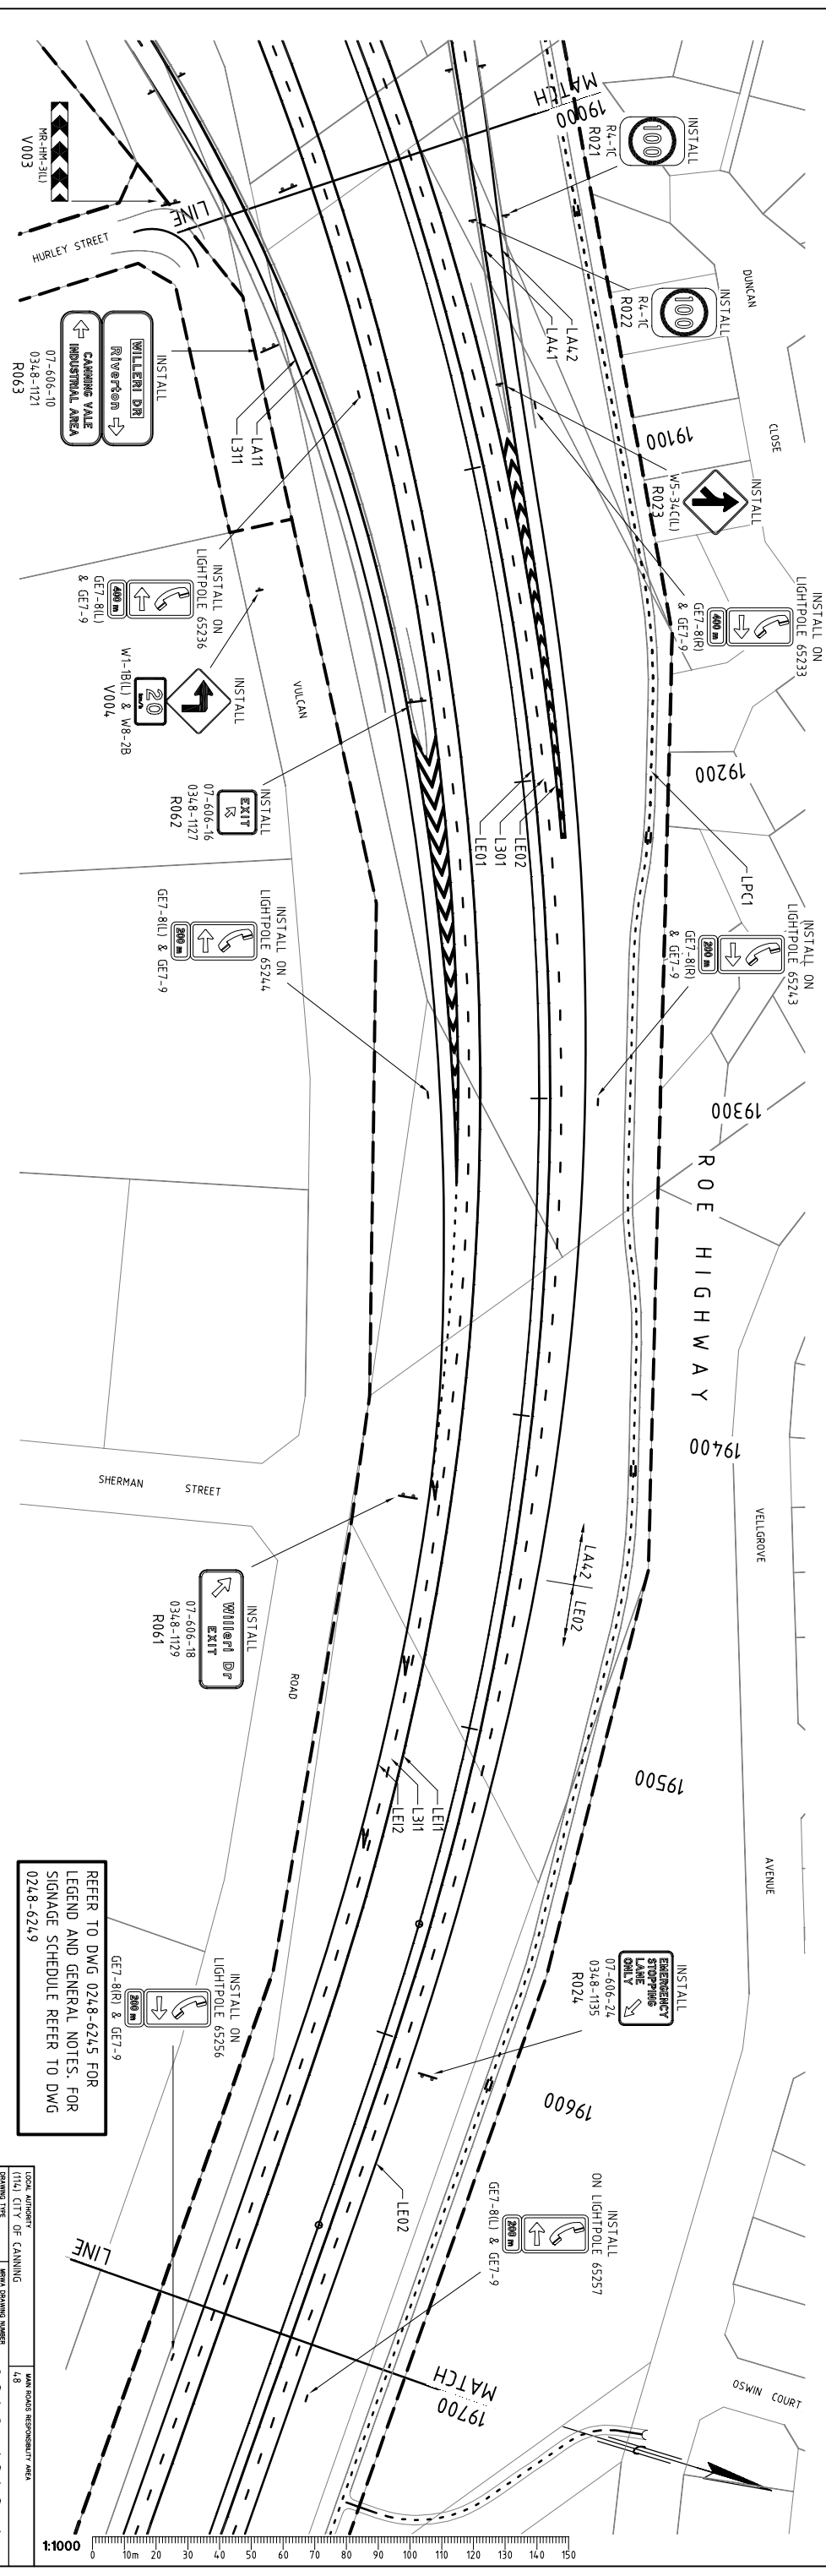 MATCH
19000
LINE
INSTALL
100
R4-1C
R021
MR-HM-3(L)
V003
HURLEY STREET
INSTALL
100
R4-1C
R022
DUNCAN
CLOSE
LA42
LA41
INSTALL
WILLERI DR
Riverton
CANNING VALE
INDUSTRIAL AREA
07-606-10
0348-1121
R063
LA11
L311
19100
INSTALL
W5-34C(L)
R023
INSTALL ON
LIGHTPOLE 65236
400 m
GE7-8(L)
& GE7-9
INSTALL ON
LIGHTPOLE 65233
400 m
GE7-8(R)
& GE7-9
INSTALL
20
km/h
W1-1B(L) & W8-2B
V004
VULCAN
19200
INSTALL
EXIT
07-606-16
0348-1127
R062
LE02
L301
LE01
LPC1
INSTALL ON
LIGHTPOLE 65244
200 m
GE7-8(L) & GE7-9
INSTALL ON
LIGHTPOLE 65243
200 m
GE7-8(R)
& GE7-9
19300
ROE HIGHWAY
19400
SHERMAN STREET
VELLGROVE
AVENUE
LA42
LE02
INSTALL
Willeri Dr
EXIT
07-606-18
0348-1129
R061
ROAD
19500
LEI1
L3I1
LEI2
INSTALL
EMERGENCY
STOPPING
LANE
ONLY
07-606-24
0348-1135
R024
INSTALL ON
LIGHTPOLE 65256
200 m
GE7-8(R) & GE7-9
REFER TO DWG 0248-6245 FOR
LEGEND AND GENERAL NOTES. FOR
SIGNAGE SCHEDULE REFER TO DWG
0248-6249
19600
LE02
INSTALL
ON LIGHTPOLE 65257
200 m
GE7-8(L) & GE7-9
LINE
MATCH
19700
OSWIN COURT
LOCAL AUTHORITY
(114) CITY OF CANNING
DRAWING TYPE
MAIN ROADS RESPONSIBILITY AREA
48
MRWA DRAWING NUMBER
1:1000
0 10m 20 30 40 50 60 70 80 90 100 110 120 130 140 150